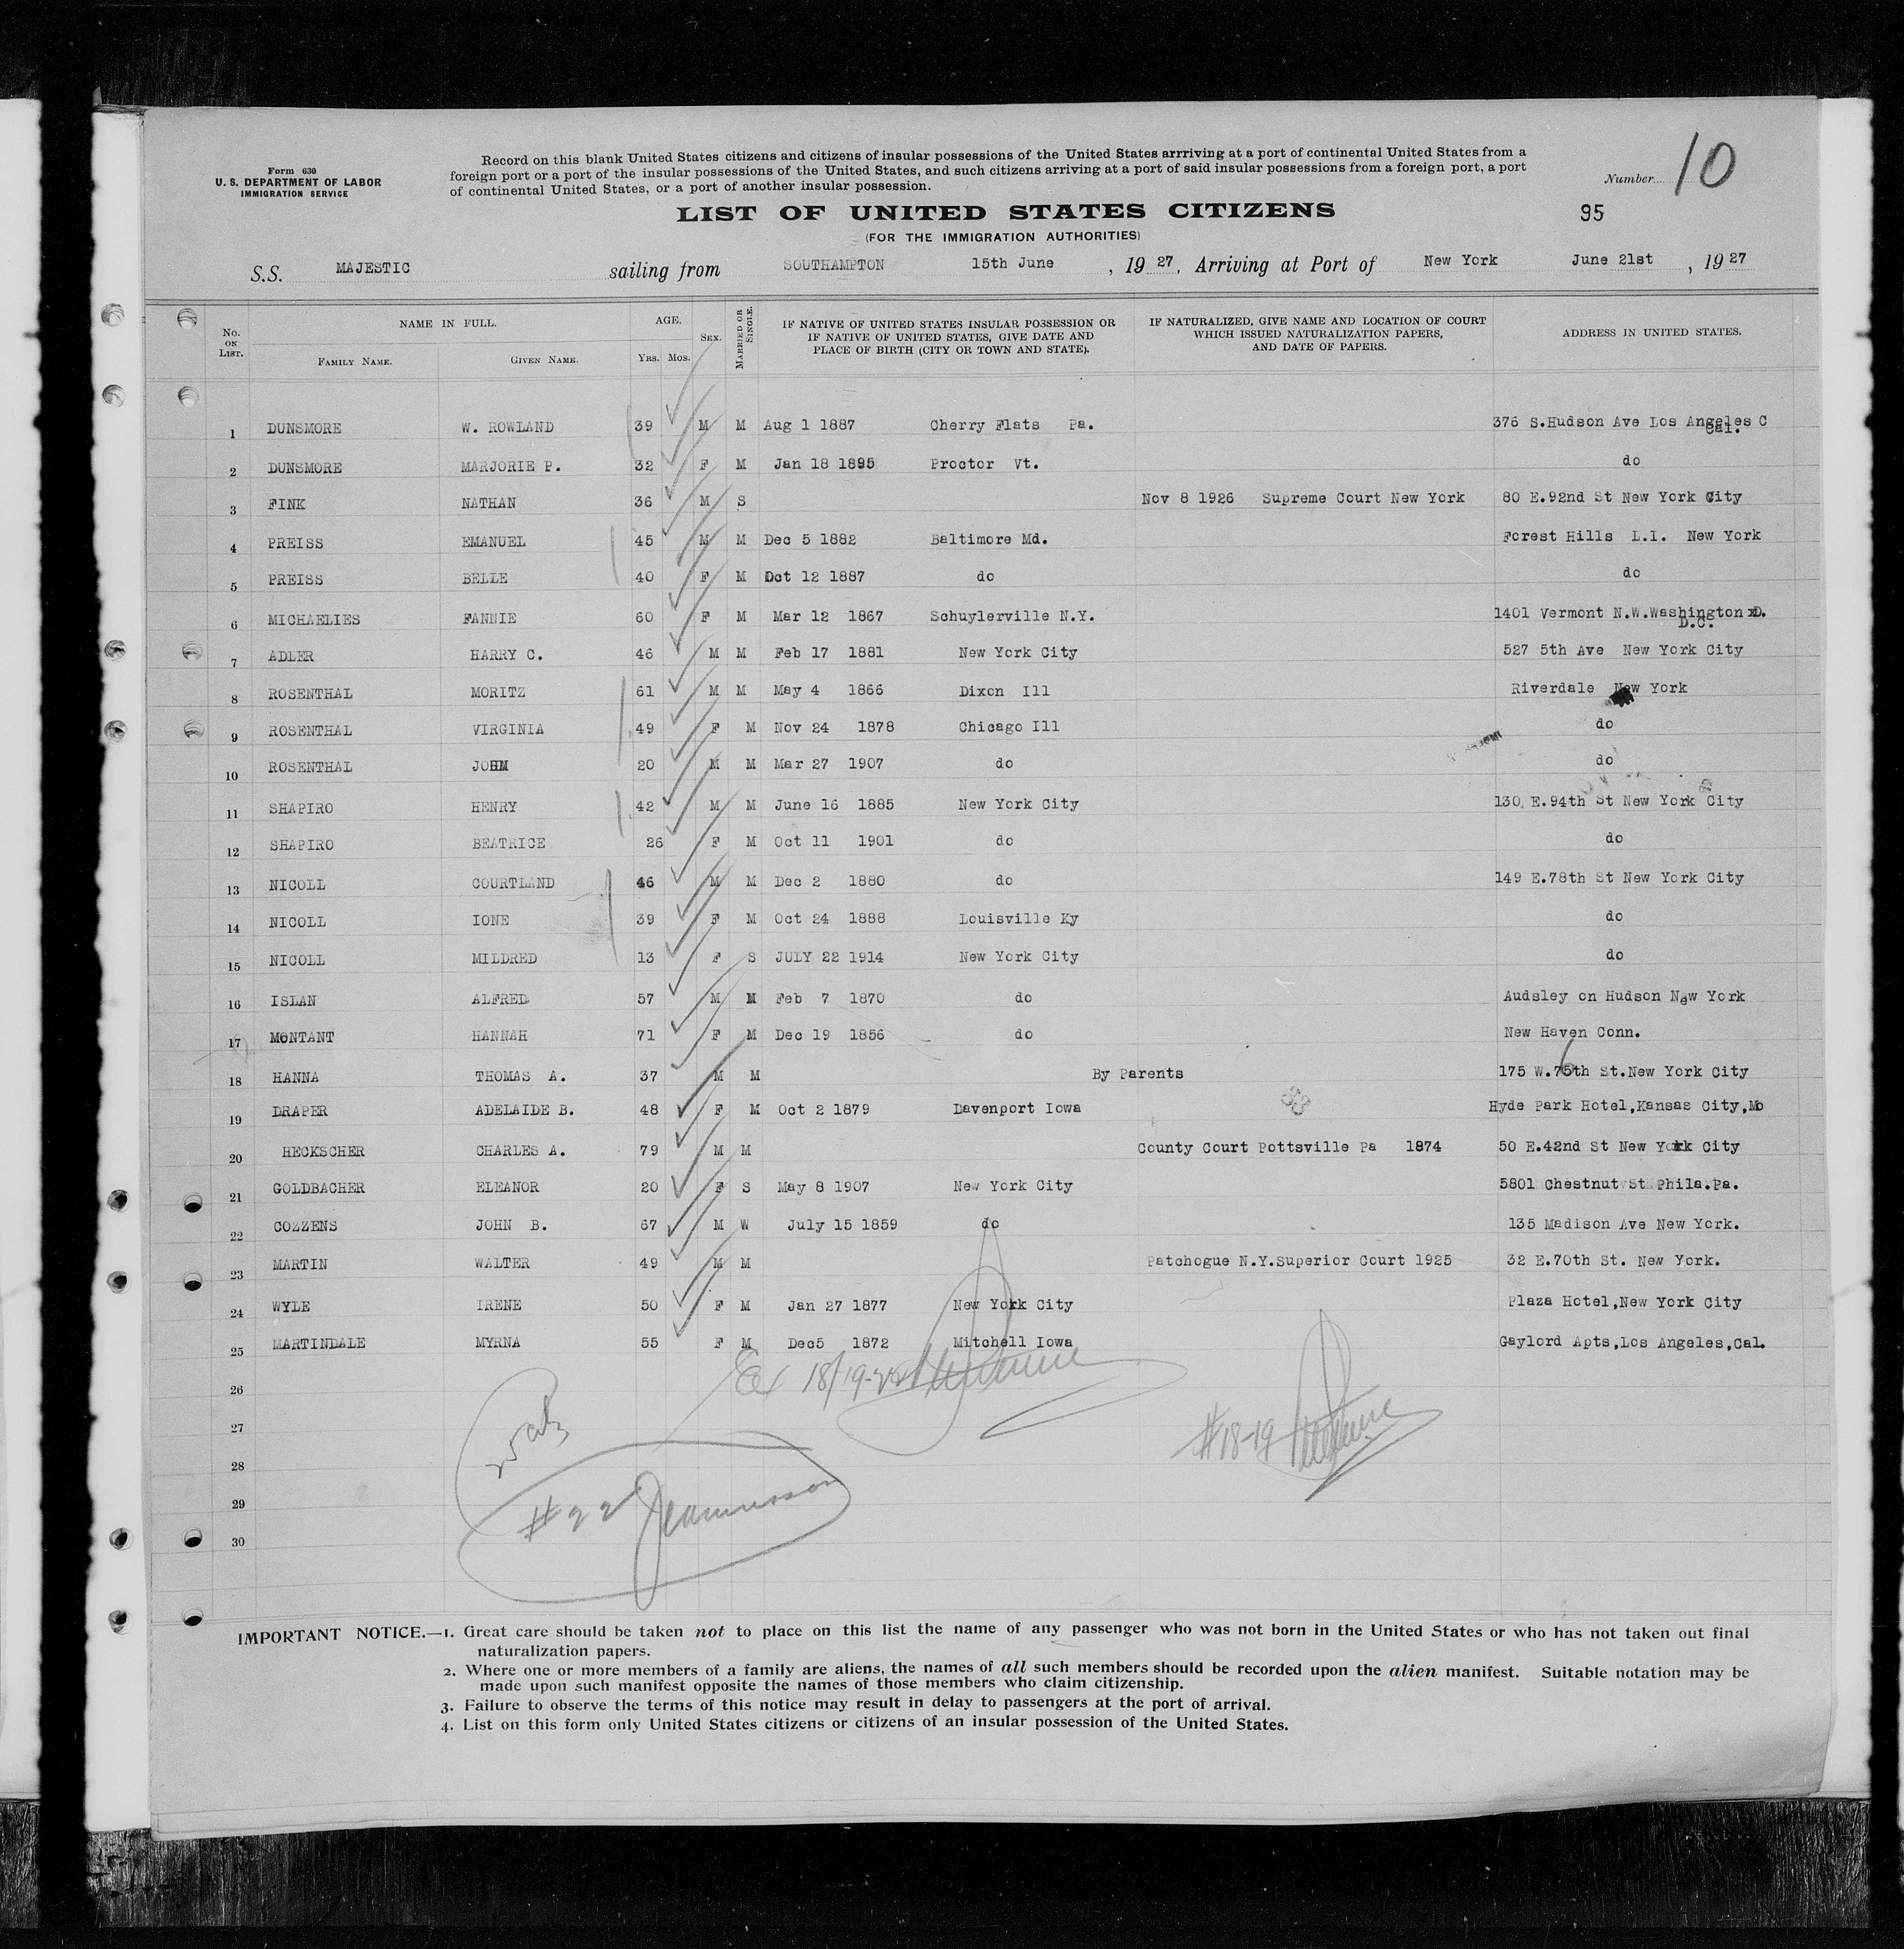 Form 630
U. S. DEPARTMENT OF LABOR
IMMIGRATION SERVICE
Record on this blank United States citizens and citizens of insular possessions of the United States arrriving at a port of continental United States from a
foreign port or a port of the insular possessions of the United States, and such citizens arriving at a port of said insular possessions from a foreign port, a port
of continental United States, or a port of another insular possession.
Number 10
LIST OF UNITED STATES CITIZENS
95
(FOR THE IMMIGRATION AUTHORITIES)
S.S. MAJESTIC sailing from SOUTHAMPTON 15th June , 19 27, Arriving at Port of New York June 21st , 19 27
No. ON LIST. NAME IN FULL. FAMILY NAME. GIVEN NAME. AGE. YRS. MOS. SEX. MARRIED OR SINGLE. IF NATIVE OF UNITED STATES INSULAR POSSESSION OR IF NATIVE OF UNITED STATES, GIVE DATE AND PLACE OF BIRTH (CITY OR TOWN AND STATE). IF NATURALIZED, GIVE NAME AND LOCATION OF COURT WHICH ISSUED NATURALIZATION PAPERS, AND DATE OF PAPERS. ADDRESS IN UNITED STATES.
1 DUNSMORE W. ROWLAND 39 M M Aug 1 1887 Cherry Flats Pa. 376 S.Hudson Ave Los Angeles C
Cal.
2 DUNSMORE MARJORIE P. 32 F M Jan 18 1895 Proctor Vt. do
3 FINK NATHAN 36 M S Nov 8 1926 Supreme Court New York 80 E.92nd St New York City
4 PREISS EMANUEL 45 M M Dec 5 1882 Baltimore Md. Forest Hills L.I. New York
5 PREISS BELLE 40 F M Oct 12 1887 do do
6 MICHAELIES FANNIE 60 F M Mar 12 1867 Schuylerville N.Y. 1401 Vermont N.W.Washington xD.
D.C.
7 ADLER HARRY C. 46 M M Feb 17 1881 New York City 527 5th Ave New York City
8 ROSENTHAL MORITZ 61 M M May 4 1866 Dixon Ill Riverdale New York
9 ROSENTHAL VIRGINIA 49 F M Nov 24 1878 Chicago Ill do
10 ROSENTHAL JOHN 20 M M Mar 27 1907 do do
11 SHAPIRO HENRY 42 M M June 16 1885 New York City 130 E.94th St New York City
12 SHAPIRO BEATRICE 26 F M Oct 11 1901 do do
13 NICOLL COURTLAND 46 M M Dec 2 1880 do 149 E.78th St New York City
14 NICOLL IONE 39 F M Oct 24 1888 Louisville Ky do
15 NICOLL MILDRED 13 F S JULY 22 1914 New York City do
16 ISLAN ALFRED 57 M M Feb 7 1870 do Audsley on Hudson New York
17 MONTANT HANNAH 71 F M Dec 19 1856 do New Haven Conn.
18 HANNA THOMAS A. 37 M M By Parents 175 W.75th St.New York City
19 DRAPER ADELAIDE B. 48 F M Oct 2 1879 Davenport Iowa Hyde Park Hotel,Kansas City,Mo
20 HECKSCHER CHARLES A. 79 M M County Court Pottsville Pa 1874 50 E.42nd St New York City
21 GOLDBACHER ELEANOR 20 F S May 8 1907 New York City 5801 Chestnut St Phila.Pa.
22 COZZENS JOHN B. 67 M W July 15 1859 do 135 Madison Ave New York.
23 MARTIN WALTER 49 M M Patchogue N.Y.Superior Court 1925 32 E.70th St. New York.
24 WYLE IRENE 50 F M Jan 27 1877 New York City Plaza Hotel,New York City
25 MARTINDALE MYRNA 55 F M Dec5 1872 Mitchell Iowa Gaylord Apts,Los Angeles,Cal.
26
Ex 18/19-22
27
#18-19
28
29
#22
30
IMPORTANT NOTICE.—1. Great care should be taken not to place on this list the name of any passenger who was not born in the United States or who has not taken out final
naturalization papers.
2. Where one or more members of a family are aliens, the names of all such members should be recorded upon the alien manifest. Suitable notation may be
made upon such manifest opposite the names of those members who claim citizenship.
3. Failure to observe the terms of this notice may result in delay to passengers at the port of arrival.
4. List on this form only United States citizens or citizens of an insular possession of the United States.